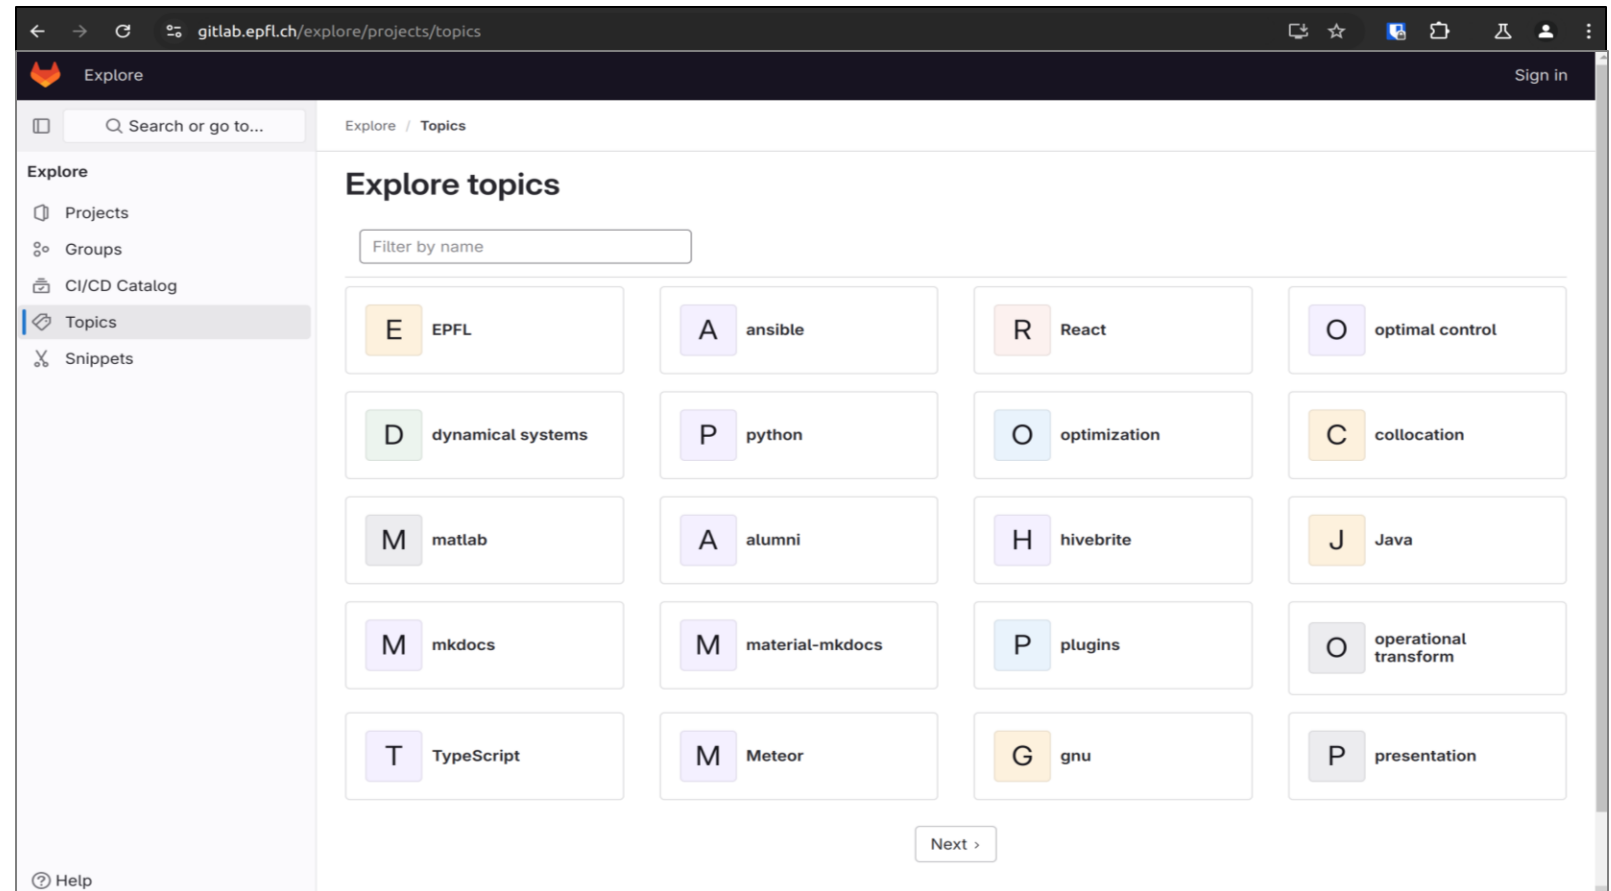 gitlab.epfl.ch/explore/projects/topics
Explore
Sign in
Search or go to...
Explore / Topics
Explore
Projects
Groups
CI/CD Catalog
Topics
Snippets
Explore topics
Filter by name
E EPFL
A ansible
R React
O optimal control
D dynamical systems
P python
O optimization
C collocation
M matlab
A alumni
H hivebrite
J Java
M mkdocs
M material-mkdocs
P plugins
O operational
transform
T TypeScript
M Meteor
G gnu
P presentation
Next ›
Help